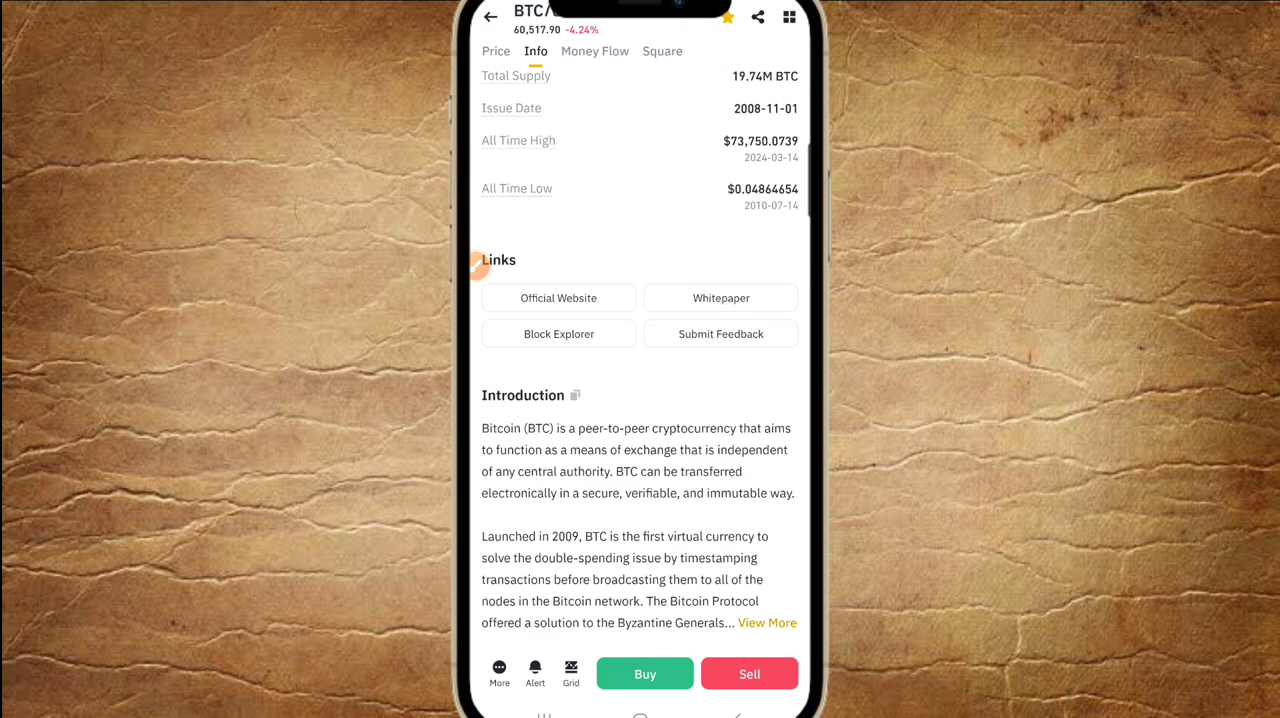 BTC/
60,517.90 -4.24%
Price Info Money Flow Square
Total Supply 19.74M BTC
Issue Date 2008-11-01
All Time High $73,750.0739
2024-03-14
All Time Low $0.04864654
2010-07-14
Links
Official Website Whitepaper
Block Explorer Submit Feedback
Introduction
Bitcoin (BTC) is a peer-to-peer cryptocurrency that aims
to function as a means of exchange that is independent
of any central authority. BTC can be transferred
electronically in a secure, verifiable, and immutable way.
Launched in 2009, BTC is the first virtual currency to
solve the double-spending issue by timestamping
transactions before broadcasting them to all of the
nodes in the Bitcoin network. The Bitcoin Protocol
offered a solution to the Byzantine Generals... View More
More Alert Grid Buy Sell